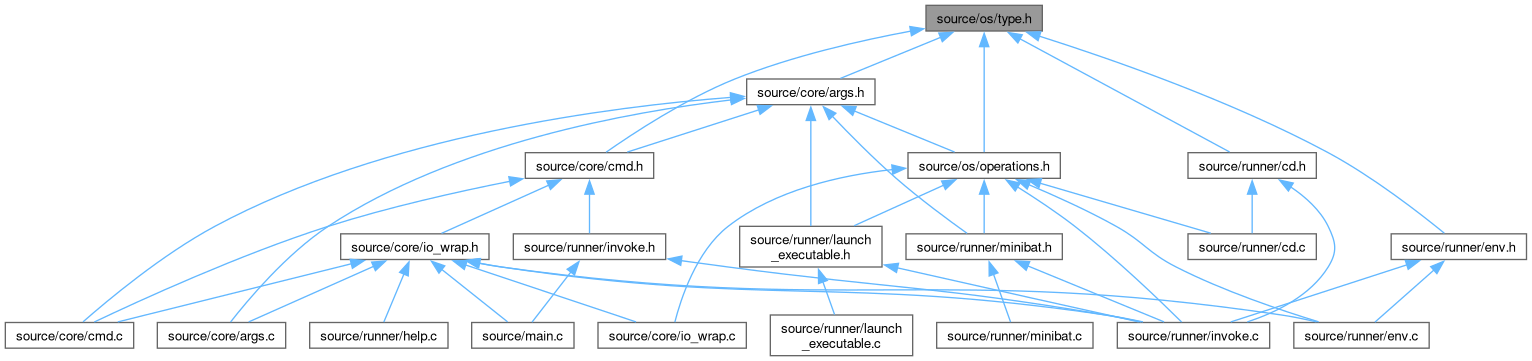 source/os/type.h
source/core/args.h
source/core/cmd.h
source/os/operations.h
source/runner/cd.h
source/core/io_wrap.h
source/runner/invoke.h
source/runner/launch
_executable.h
source/runner/minibat.h
source/runner/cd.c
source/runner/env.h
source/core/cmd.c
source/core/args.c
source/runner/help.c
source/main.c
source/core/io_wrap.c
source/runner/launch
_executable.c
source/runner/minibat.c
source/runner/invoke.c
source/runner/env.c